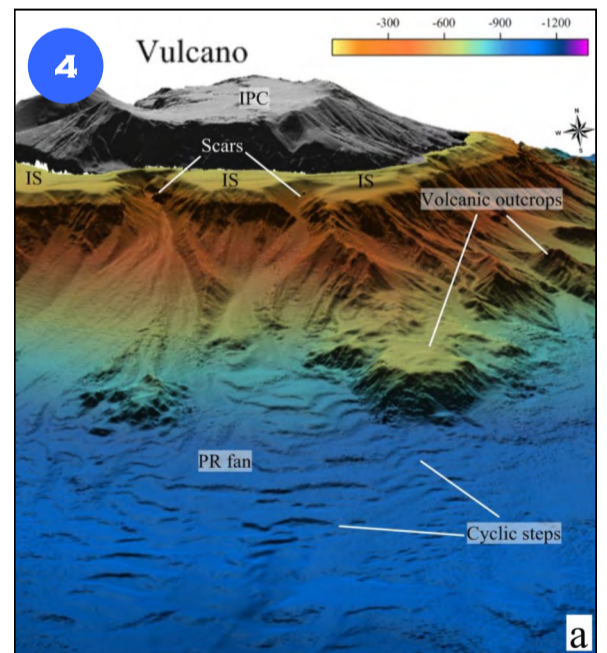 4
Vulcano
-300 -600 -900 -1200
IPC
N
W
S
Scars
IS IS IS
Volcanic outcrops
PR fan
Cyclic steps
a